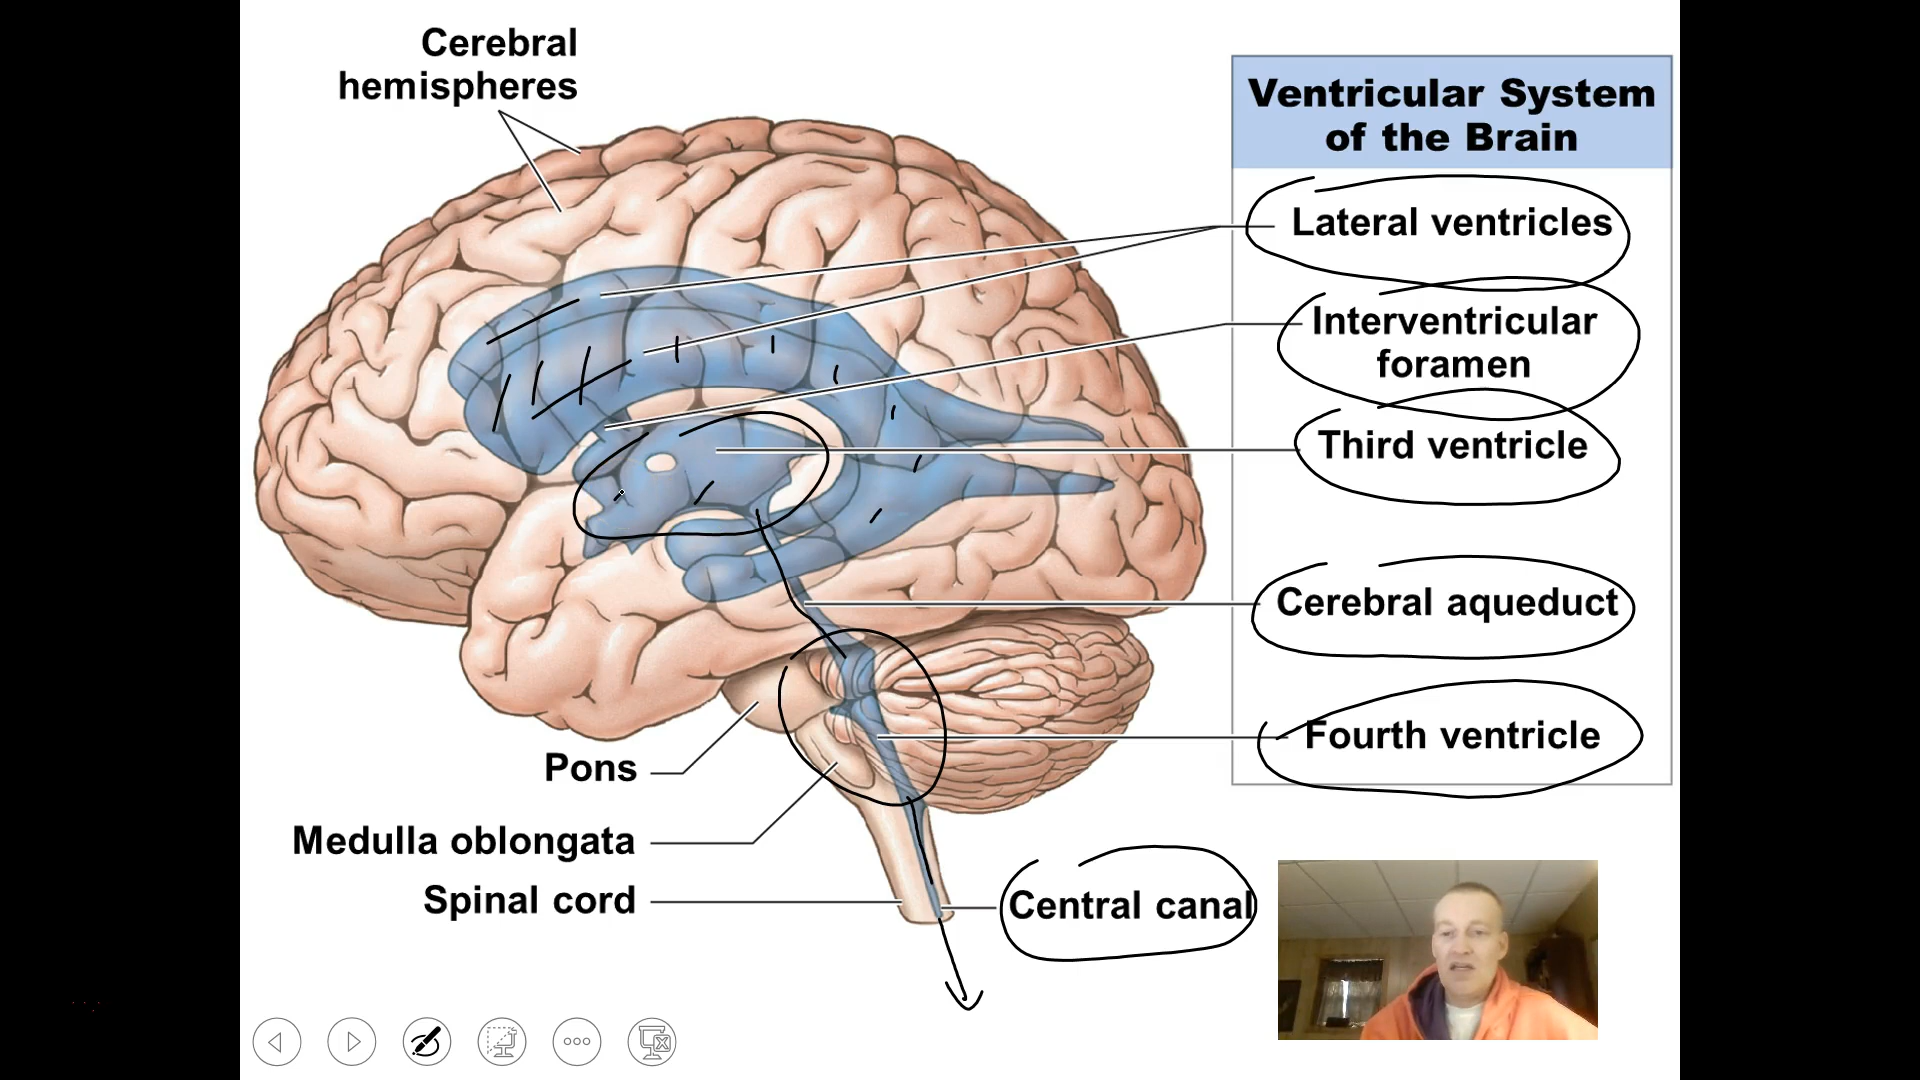 Cerebral
hemispheres
Ventricular System
of the Brain
Lateral ventricles
Interventricular
foramen
Third ventricle
Cerebral aqueduct
Fourth ventricle
Pons
Medulla oblongata
Spinal cord
Central canal